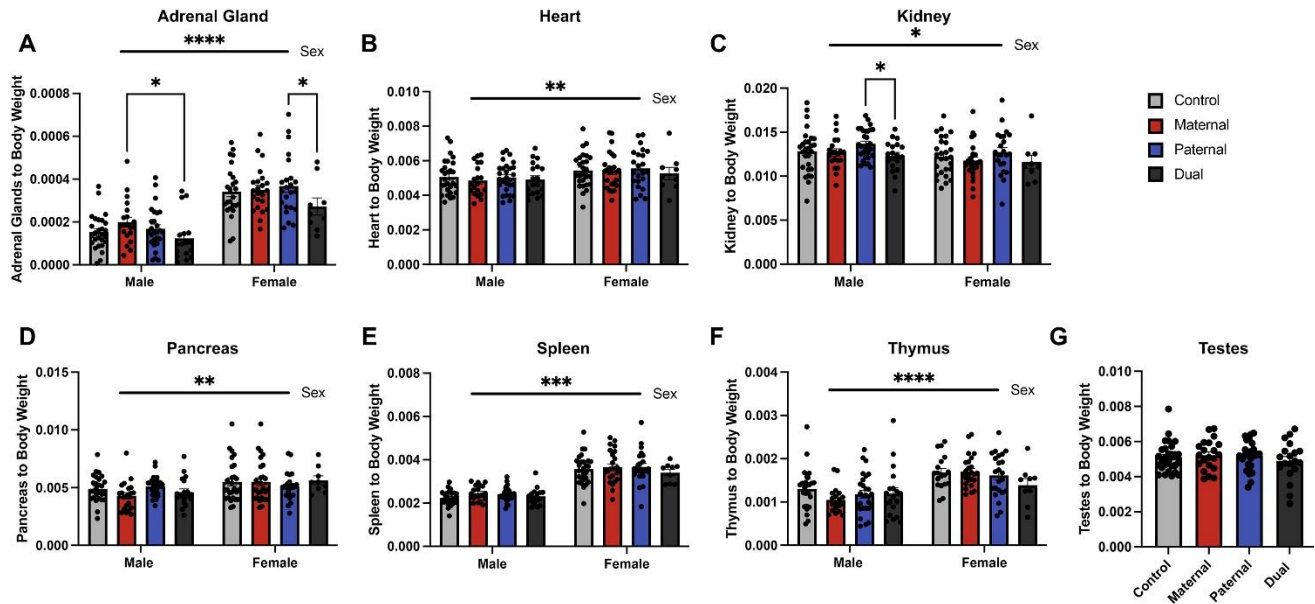 Adrenal Gland
A
****
Sex
*
*
Adrenal Glands to Body Weight
0.0008
0.0006
0.0004
0.0002
0.0000
Male
Female
Heart
B
**
Sex
Heart to Body Weight
0.010
0.008
0.006
0.004
0.002
0.000
Male
Female
Kidney
C
*
Sex
*
Kidney to Body Weight
0.020
0.015
0.010
0.005
0.000
Male
Female
Control
Maternal
Paternal
Dual
D
Pancreas
**
Sex
Pancreas to Body Weight
0.015
0.010
0.005
0.000
Male
Female
E
Spleen
***
Sex
Spleen to Body Weight
0.008
0.006
0.004
0.002
0.000
Male
Female
F
Thymus
****
Sex
Thymus to Body Weight
0.004
0.003
0.002
0.001
0.000
Male
Female
G
Testes
Testes to Body Weight
0.010
0.008
0.006
0.004
0.002
0.000
Control
Maternal
Paternal
Dual